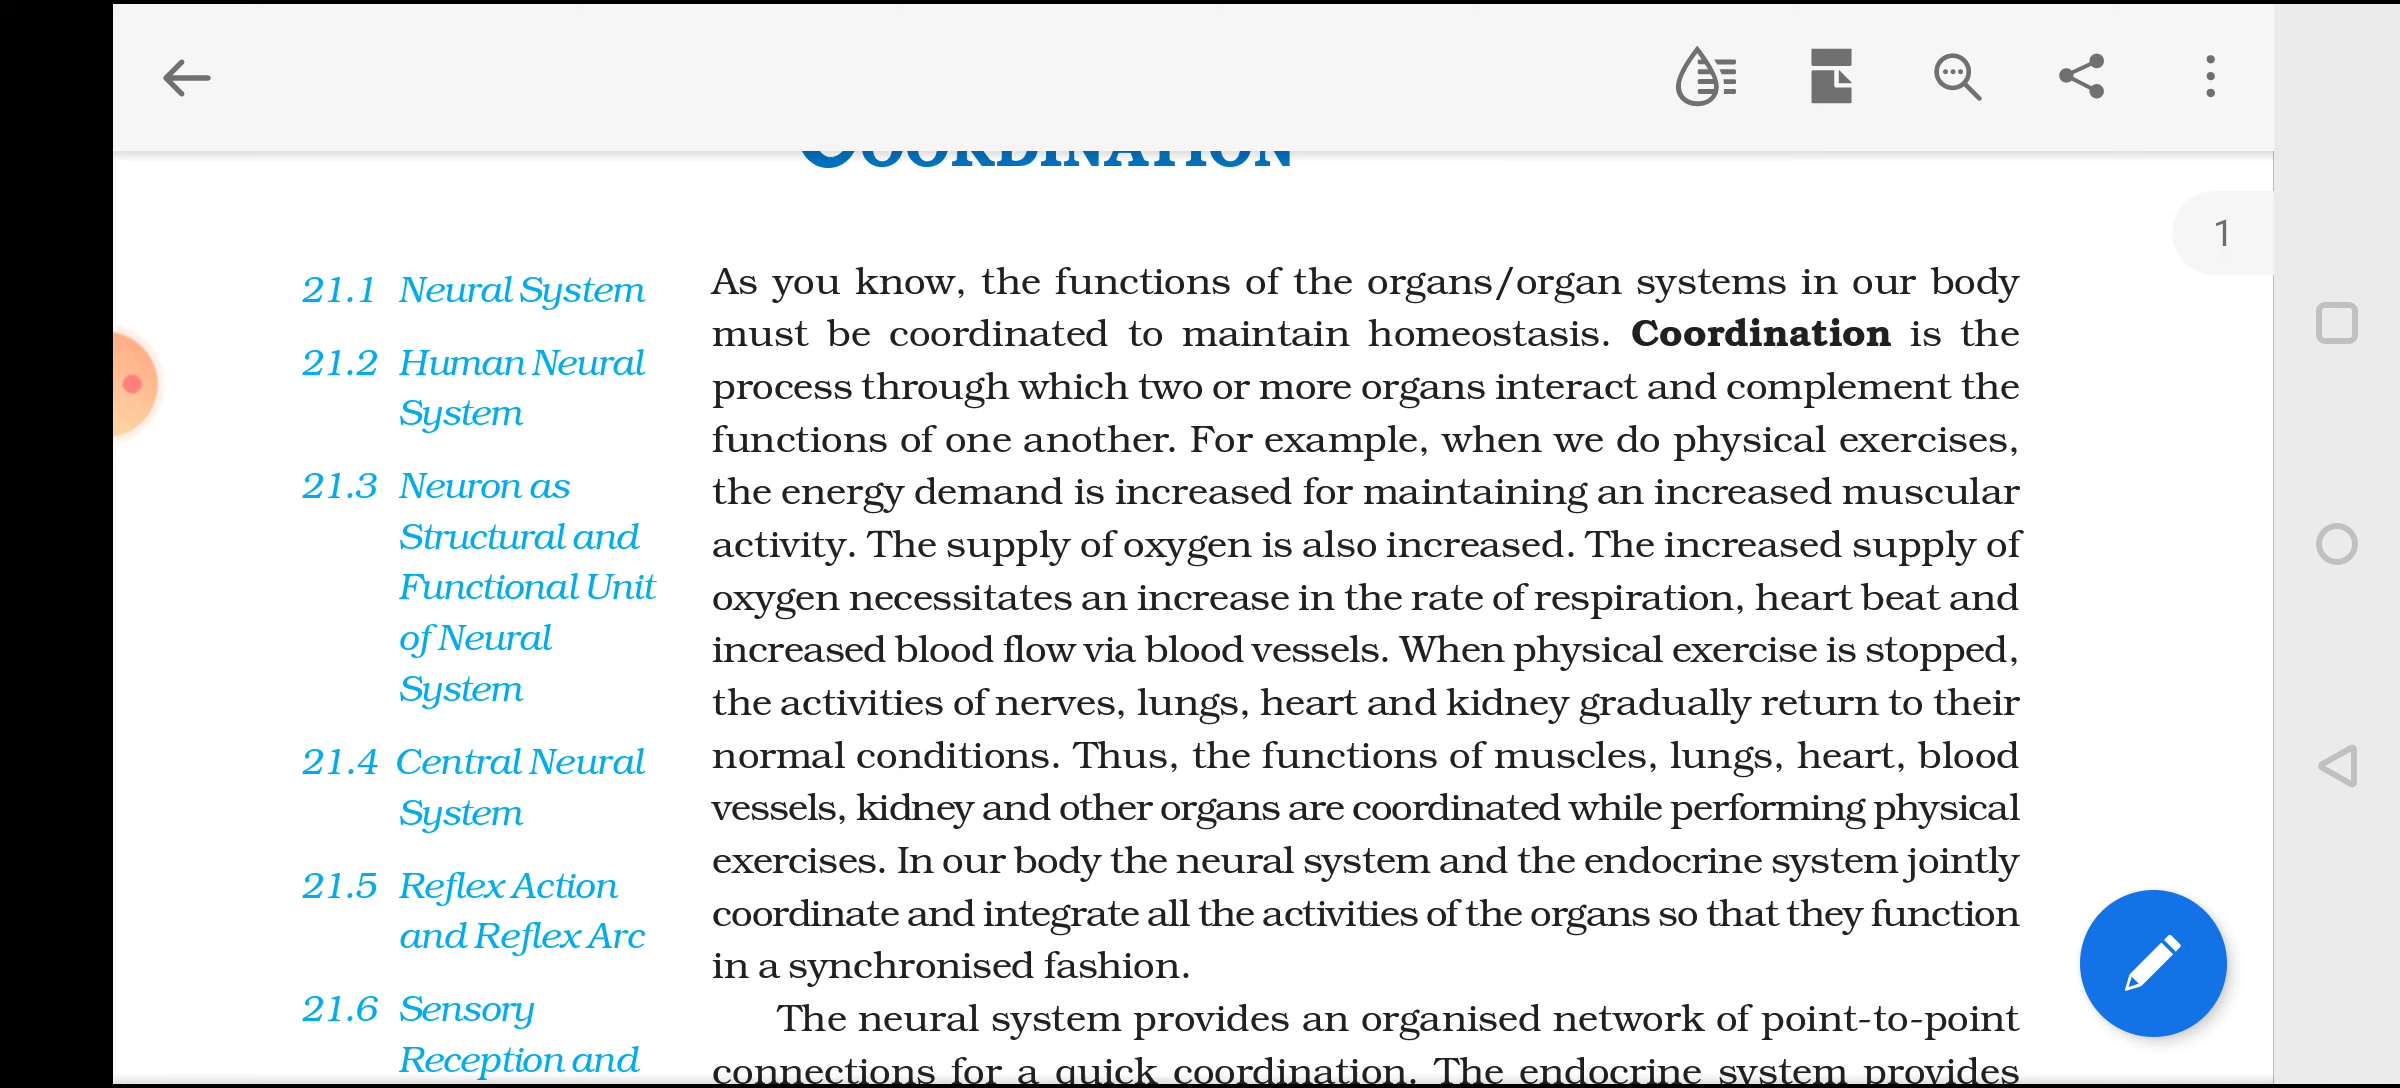 COORDINATION
1
21.1 Neural System
21.2 Human Neural
System
21.3 Neuron as
Structural and
Functional Unit
of Neural
System
21.4 Central Neural
System
21.5 Reflex Action
and Reflex Arc
21.6 Sensory
Reception and
As you know, the functions of the organs/organ systems in our body
must be coordinated to maintain homeostasis. Coordination is the
process through which two or more organs interact and complement the
functions of one another. For example, when we do physical exercises,
the energy demand is increased for maintaining an increased muscular
activity. The supply of oxygen is also increased. The increased supply of
oxygen necessitates an increase in the rate of respiration, heart beat and
increased blood flow via blood vessels. When physical exercise is stopped,
the activities of nerves, lungs, heart and kidney gradually return to their
normal conditions. Thus, the functions of muscles, lungs, heart, blood
vessels, kidney and other organs are coordinated while performing physical
exercises. In our body the neural system and the endocrine system jointly
coordinate and integrate all the activities of the organs so that they function
in a synchronised fashion.
The neural system provides an organised network of point-to-point
connections for a quick coordination. The endocrine system provides